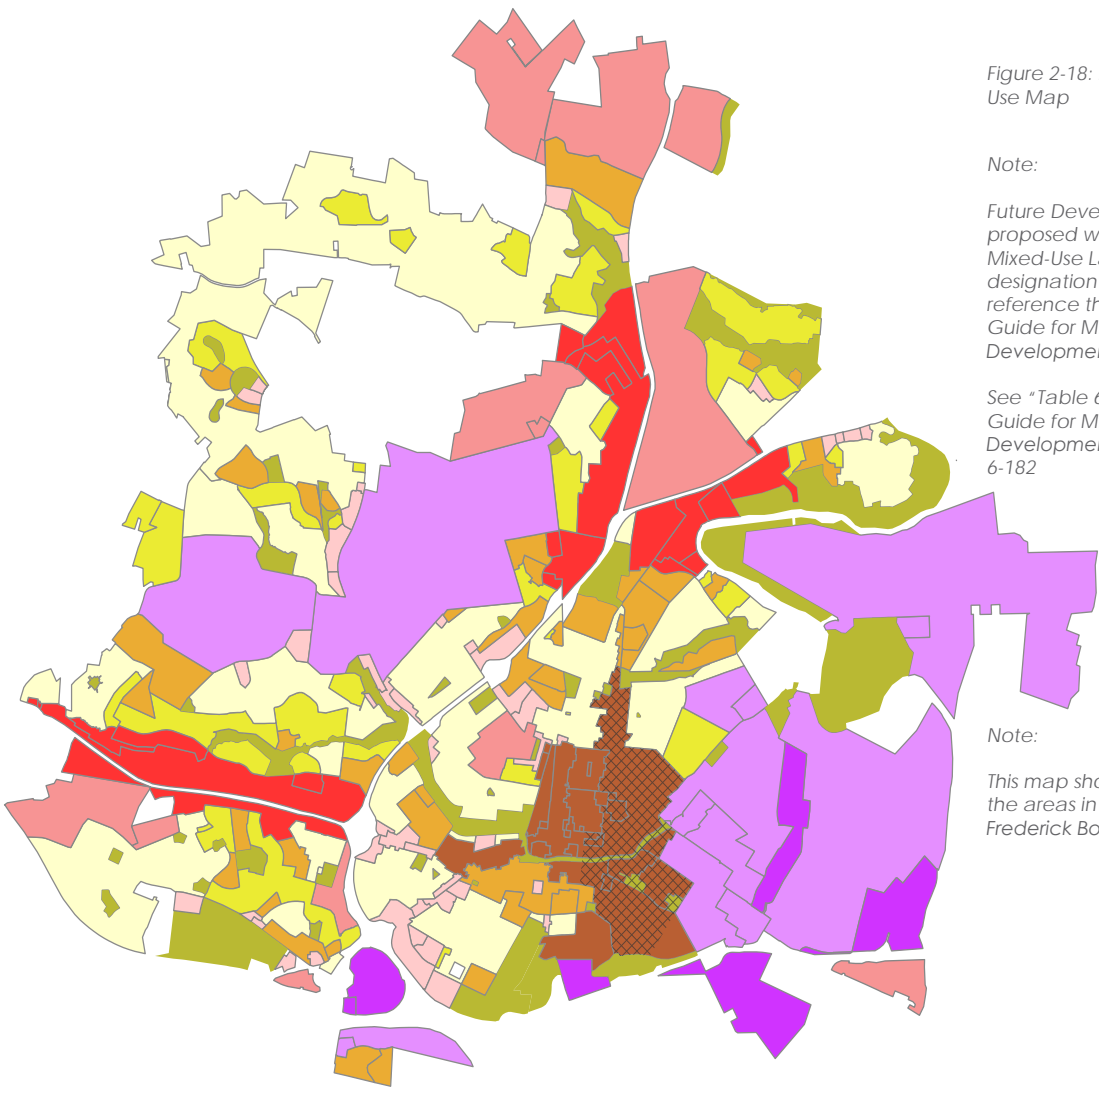 Figure 2-18:
Use Map
Note:
Future Deve
proposed w
Mixed-Use L
designation
reference th
Guide for M
Developme
See “Table 6
Guide for M
Developme
6-182
Note:
This map sho
the areas in
Frederick Bo